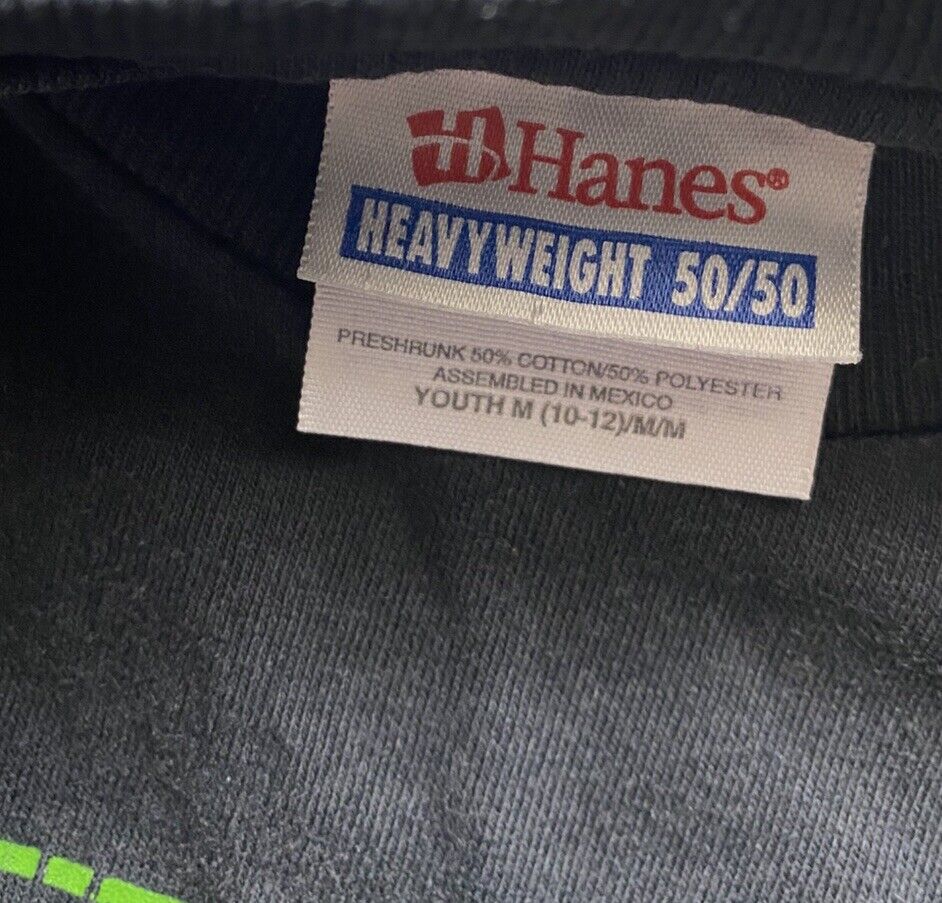 Hanes®
HEAVYWEIGHT 50/50
PRESHRUNK 50% COTTON/50% POLYESTER
ASSEMBLED IN MEXICO
YOUTH M (10-12)/M/M